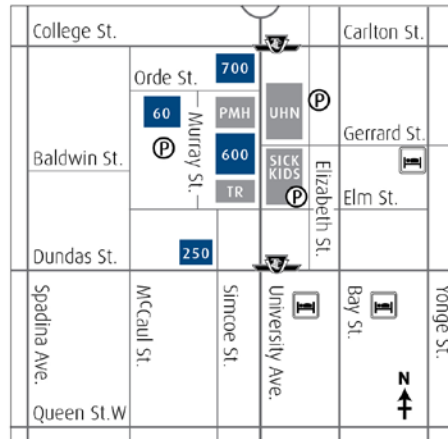 College St.
Carlton St.
Orde St.
700
60
PMH
UHN
P
Murray St.
Gerrard St.
P
600
SICK
KIDS
Baldwin St.
Elizabeth St.
TR
P
Elm St.
250
Dundas St.
Spadina Ave.
McCaul St.
Simcoe St.
University Ave.
Bay St.
Yonge St.
N
Queen St.W